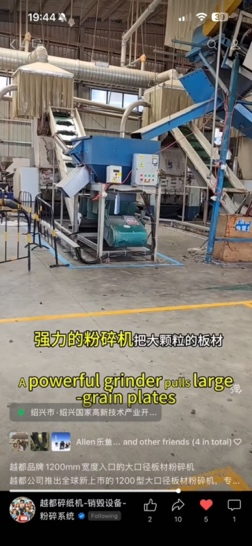 19:44
强力的粉碎机把大颗粒的板材
A powerful grinder pulls large
-grain plates
绍兴市·绍兴国家高新技术产业开...
Allen乐鱼... and other friends (4 in total)
越都品牌1200mm宽度入口的大口径板材粉碎机
越都公司推出全球新上市的1200型大口径板材粉碎机、专...
越都碎纸机-销毁设备-
粉碎系统
Following
2
10
5
1